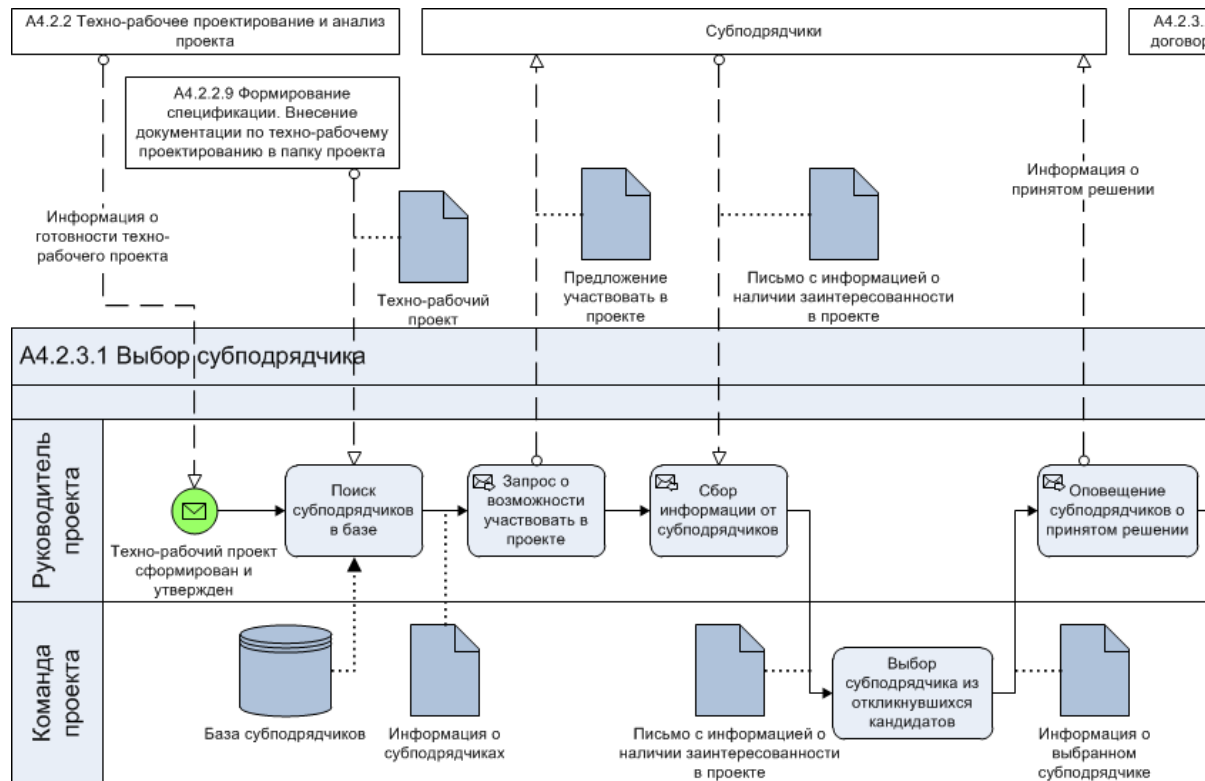 А4.2.2 Техно-рабочее проектирование и анализ
проекта
Субподрядчики
А4.2.3.
договор
А4.2.2.9 Формирование
спецификации. Внесение
документации по техно-рабочему
проектированию в папку проекта
Информация о
готовности техно-
рабочего проекта
Техно-рабочий
проект
Предложение
участвовать в
проекте
Письмо с информацией о
наличии заинтересованности
в проекте
Информация о
принятом решении
А4.2.3.1 Выбор субподрядчика
Руководитель
проекта
Техно-рабочий проект
сформирован и
утвержден
Поиск
субподрядчиков
в базе
Запрос о
возможности
участвовать в
проекте
Сбор
информации от
субподрядчиков
Оповещение
субподрядчиков о
принятом решении
Команда
проекта
База субподрядчиков
Информация о
субподрядчиках
Письмо с информацией о
наличии заинтересованности
в проекте
Выбор
субподрядчика из
откликнувшихся
кандидатов
Информация о
выбранном
субподрядчике